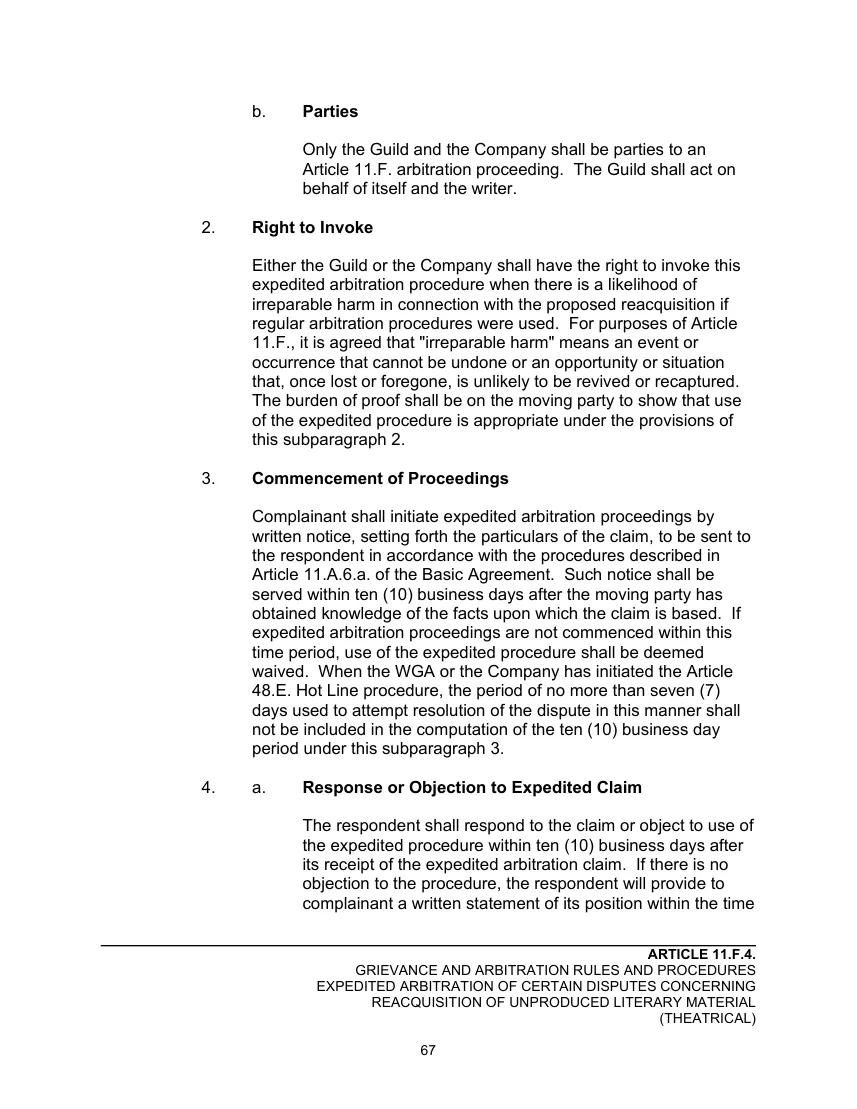 b. Parties
Only the Guild and the Company shall be parties to an
Article 11.F. arbitration proceeding.  The Guild shall act on
behalf of itself and the writer.
2. Right to Invoke
Either the Guild or the Company shall have the right to invoke this
expedited arbitration procedure when there is a likelihood of
irreparable harm in connection with the proposed reacquisition if
regular arbitration procedures were used.  For purposes of Article
11.F., it is agreed that "irreparable harm" means an event or
occurrence that cannot be undone or an opportunity or situation
that, once lost or foregone, is unlikely to be revived or recaptured.
The burden of proof shall be on the moving party to show that use
of the expedited procedure is appropriate under the provisions of
this subparagraph 2.
3. Commencement of Proceedings
Complainant shall initiate expedited arbitration proceedings by
written notice, setting forth the particulars of the claim, to be sent to
the respondent in accordance with the procedures described in
Article 11.A.6.a. of the Basic Agreement.  Such notice shall be
served within ten (10) business days after the moving party has
obtained knowledge of the facts upon which the claim is based.  If
expedited arbitration proceedings are not commenced within this
time period, use of the expedited procedure shall be deemed
waived.  When the WGA or the Company has initiated the Article
48.E. Hot Line procedure, the period of no more than seven (7)
days used to attempt resolution of the dispute in this manner shall
not be included in the computation of the ten (10) business day
period under this subparagraph 3.
4. a. Response or Objection to Expedited Claim
The respondent shall respond to the claim or object to use of
the expedited procedure within ten (10) business days after
its receipt of the expedited arbitration claim.  If there is no
objection to the procedure, the respondent will provide to
complainant a written statement of its position within the time
ARTICLE 11.F.4.
GRIEVANCE AND ARBITRATION RULES AND PROCEDURES
EXPEDITED ARBITRATION OF CERTAIN DISPUTES CONCERNING
REACQUISITION OF UNPRODUCED LITERARY MATERIAL
(THEATRICAL)
67